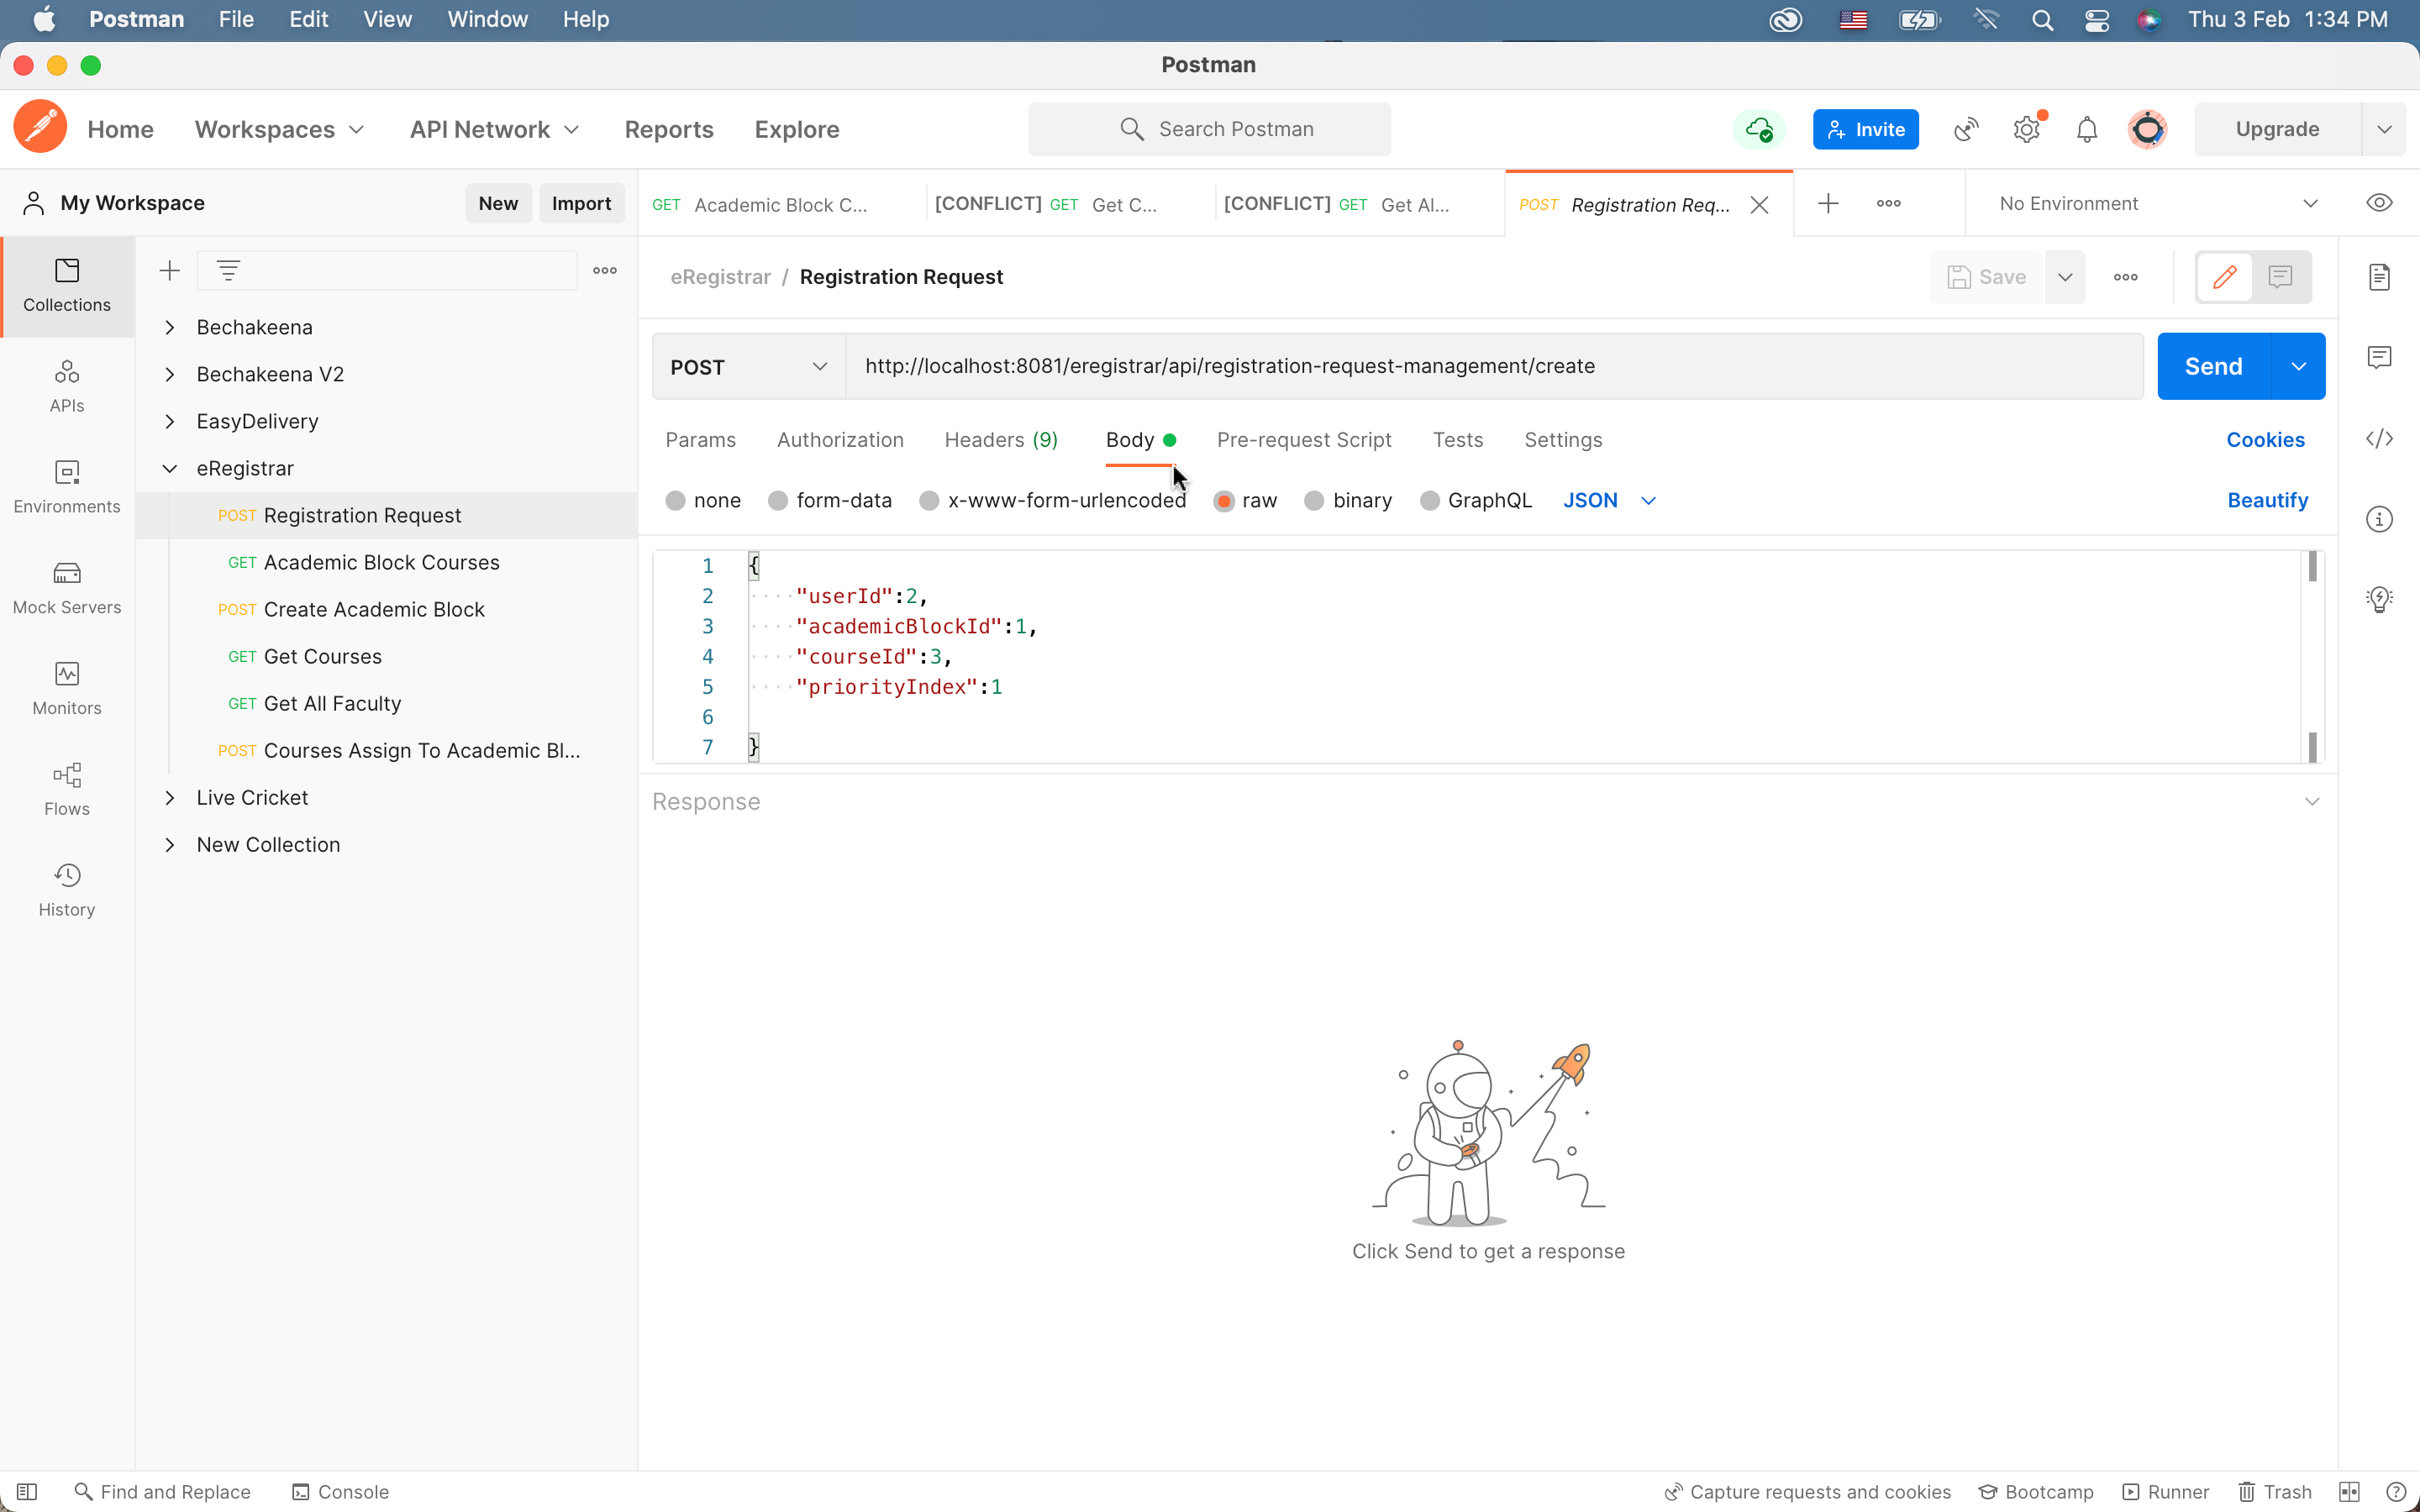 Postman File Edit View Window Help Thu 3 Feb 1:34 PM
Postman
Home Workspaces API Network Reports Explore Search Postman Invite Upgrade
My Workspace New Import GET Academic Block C... [CONFLICT] GET Get C... [CONFLICT] GET Get Al... POST Registration Req... No Environment
Collections
APIs
Environments
Mock Servers
Monitors
Flows
History
Bechakeena
Bechakeena V2
EasyDelivery
eRegistrar
POST Registration Request
GET Academic Block Courses
POST Create Academic Block
GET Get Courses
GET Get All Faculty
POST Courses Assign To Academic Bl...
Live Cricket
New Collection
eRegistrar / Registration Request Save
POST http://localhost:8081/eregistrar/api/registration-request-management/create Send
Params Authorization Headers (9) Body Pre-request Script Tests Settings Cookies
none form-data x-www-form-urlencoded raw binary GraphQL JSON Beautify
1 {
2 "userId":2,
3 "academicBlockId":1,
4 "courseId":3,
5 "priorityIndex":1
6
7 }
Response
Click Send to get a response
Find and Replace Console Capture requests and cookies Bootcamp Runner Trash